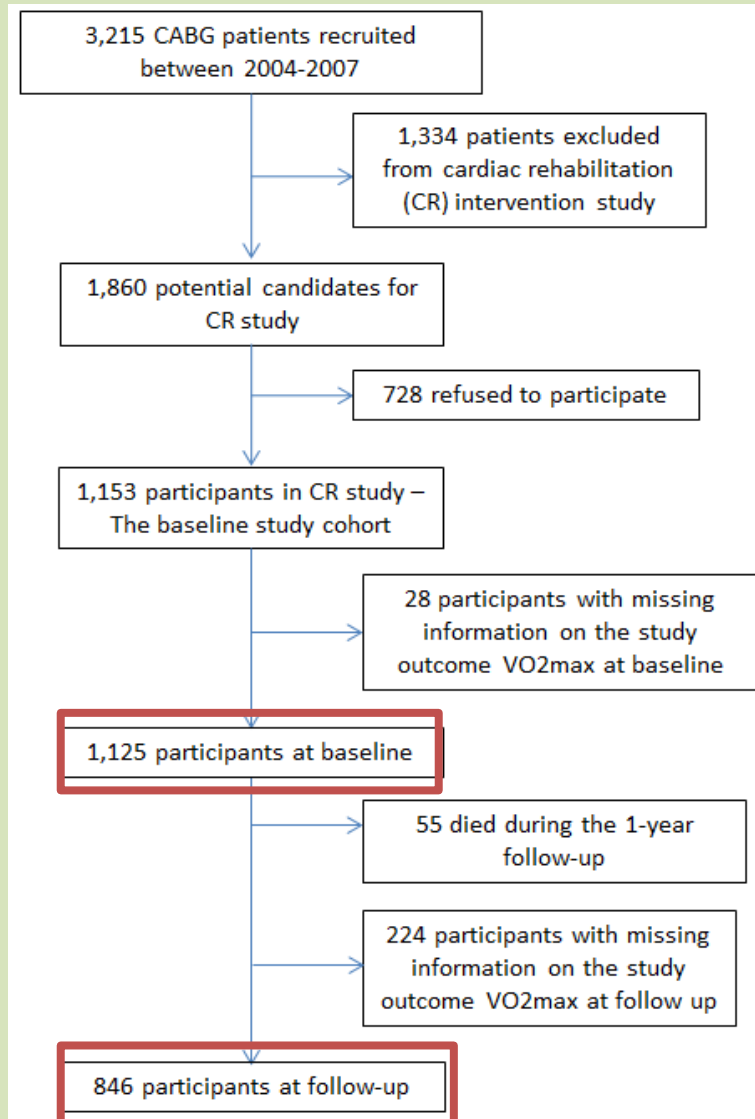 3,215 CABG patients recruited
between 2004-2007
1,334 patients excluded
from cardiac rehabilitation
(CR) intervention study
1,860 potential candidates for
CR study
728 refused to participate
1,153 participants in CR study –
The baseline study cohort
28 participants with missing
information on the study
outcome VO2max at baseline
1,125 participants at baseline
55 died during the 1-year
follow-up
224 participants with missing
information on the study
outcome VO2max at follow up
846 participants at follow-up